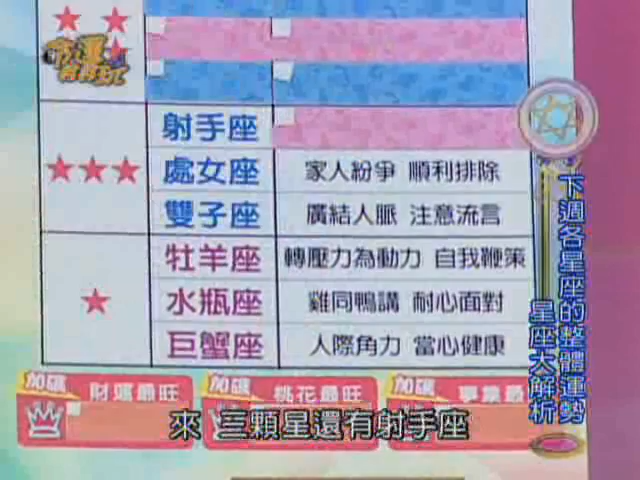 射手座
處女座 家人紛爭 順利排除
雙子座 廣結人脈 注意流言
牡羊座 轉壓力為動力 自我鞭策
水瓶座 雞同鴨講 耐心面對
巨蟹座 人際角力 當心健康
加碼 財運最旺
加碼 桃花最旺
加碼 事業最
下週各星座的整體運勢
星座大解析
來 三顆星還有射手座